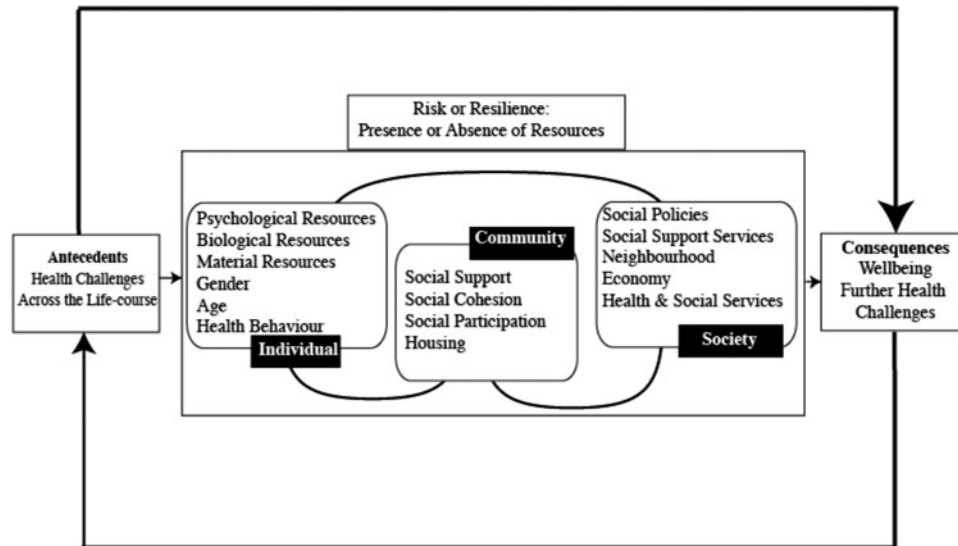 Risk or Resilience:
Presence or Absence of Resources
Antecedents
Health Challenges
Across the Life-course
Psychological Resources
Biological Resources
Material Resources
Gender
Age
Health Behaviour
Individual
Community
Social Support
Social Cohesion
Social Participation
Housing
Social Policies
Social Support Services
Neighbourhood
Economy
Health & Social Services
Society
Consequences
Wellbeing
Further Health
Challenges